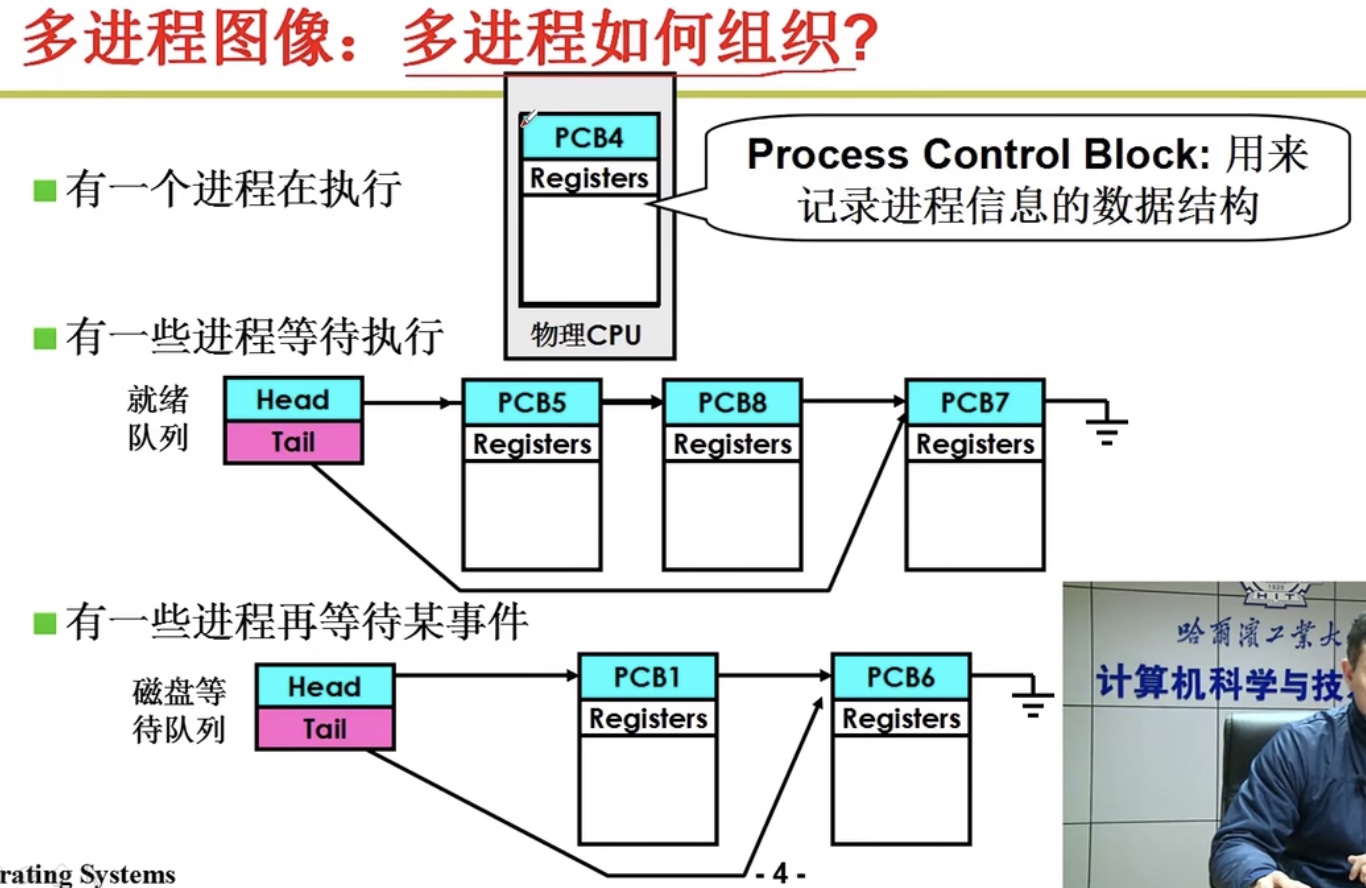 多进程图像：多进程如何组织?
PCB4
Registers
物理CPU
Process Control Block: 用来
记录进程信息的数据结构
有一个进程在执行
有一些进程等待执行
就绪
队列
Head
Tail
PCB5
Registers
PCB8
Registers
PCB7
Registers
有一些进程再等待某事件
磁盘等
待队列
Head
Tail
PCB1
Registers
PCB6
Registers
HIT
哈爾濱工業大
计算机科学与技
rating Systems
- 4 -